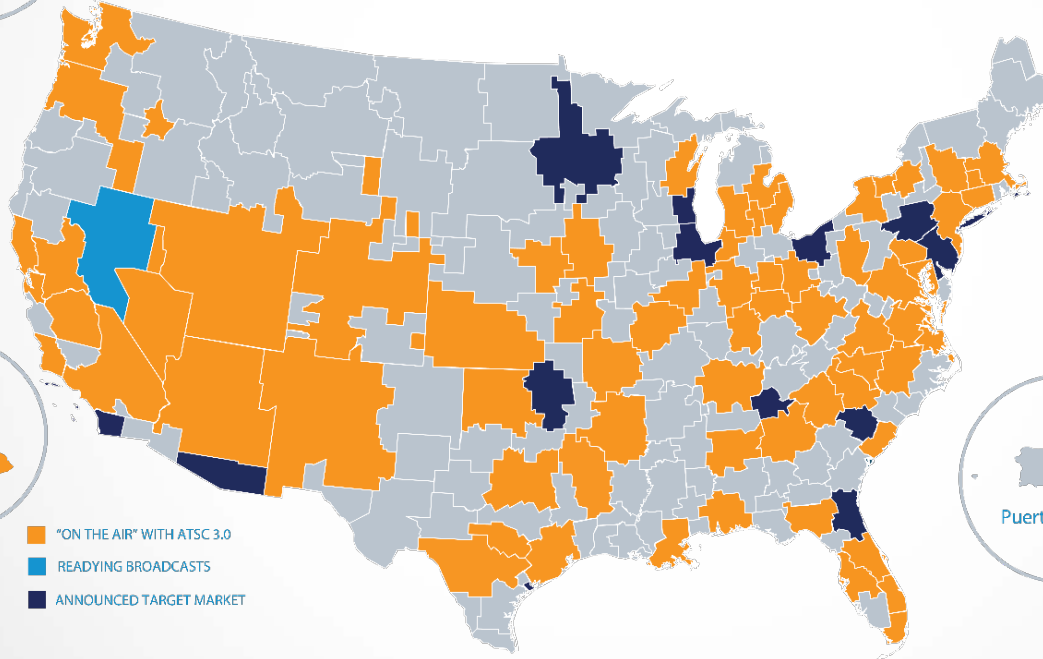 "ON THE AIR" WITH ATSC 3.0
READYING BROADCASTS
ANNOUNCED TARGET MARKET
Puert